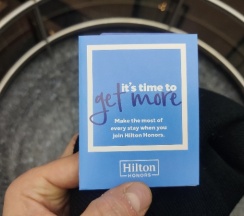 it's time to
get more
Make the most of
every stay when you
join Hilton Honors.
Hilton
HONORS